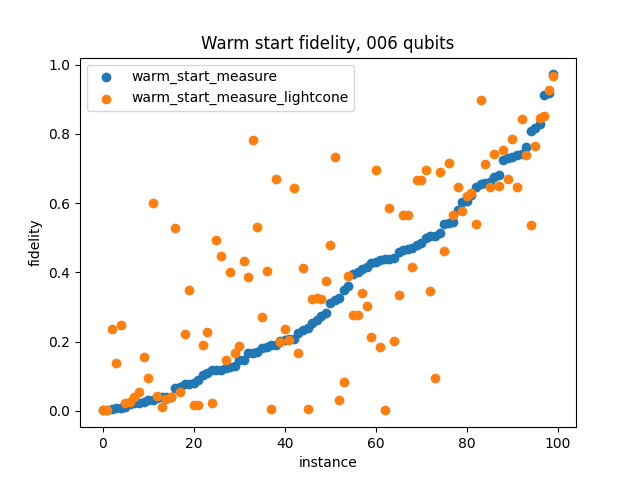 Warm start fidelity, 006 qubits
warm_start_measure
warm_start_measure_lightcone
fidelity
1.0
0.8
0.6
0.4
0.2
0.0
0 20 40 60 80 100
instance